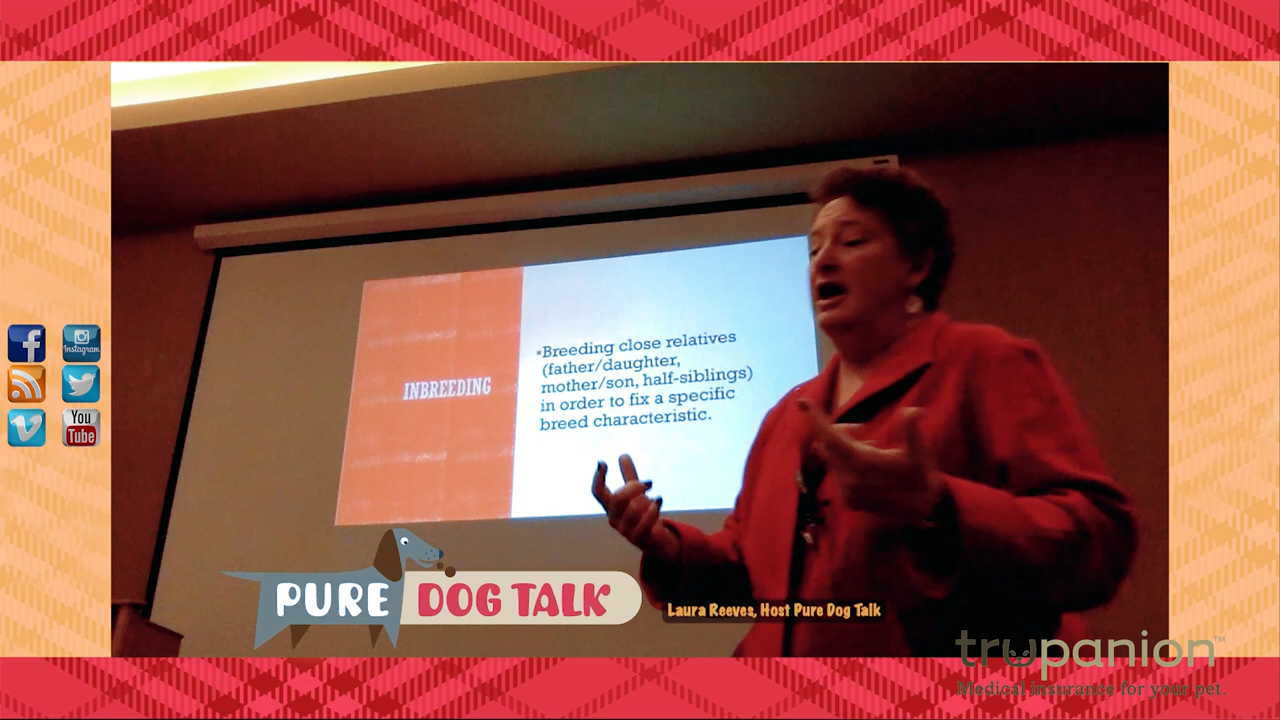 INBREEDING
▪Breeding close relatives
(father/daughter,
mother/son, half-siblings)
in order to fix a specific
breed characteristic.
f
Instagram
You
Tube
PURE DOG TALK
Laura Reeves, Host Pure Dog Talk
trupanion™
Medical insurance for your pet.